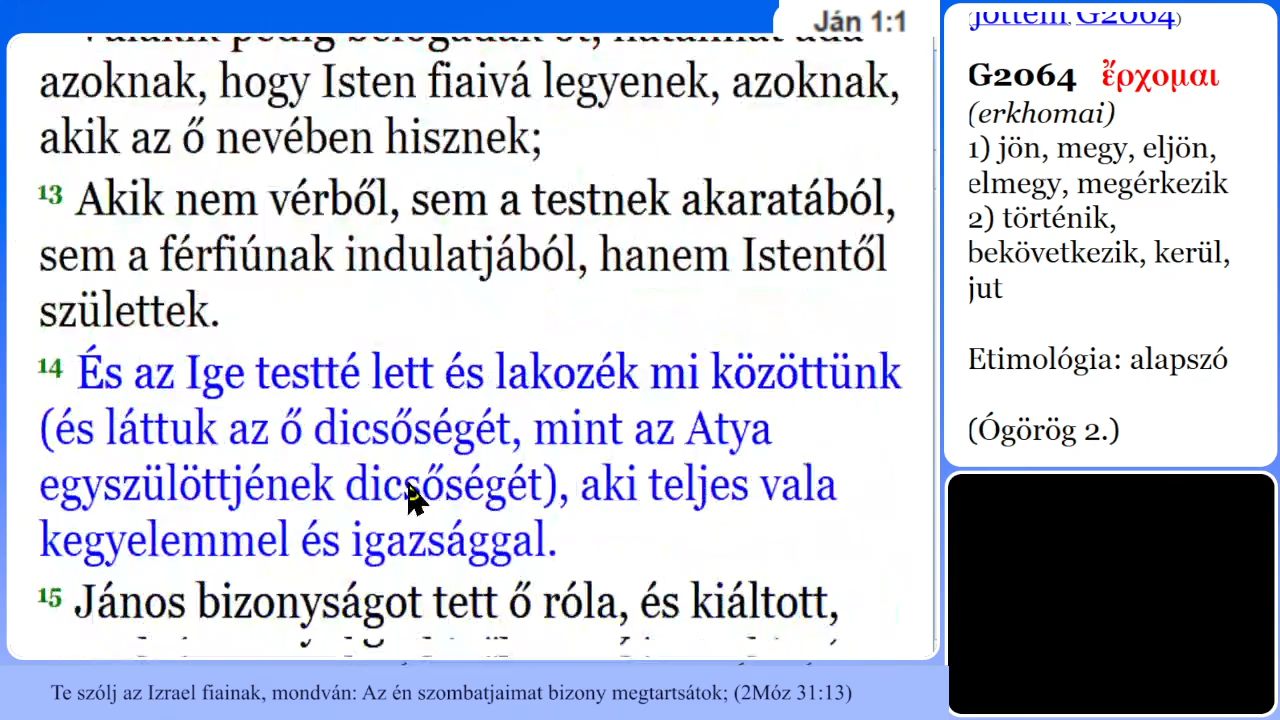 Ján 1:1
azoknak, hogy Isten fiaivá legyenek, azoknak,
akik az ő nevében hisznek;
13 Akik nem vérből, sem a testnek akaratából,
sem a férfiúnak indulatjából, hanem Istentől
születtek.
14 És az Ige testté lett és lakozék mi közöttünk
(és láttuk az ő dicsőségét, mint az Atya
egyszülöttjének dicsőségét), aki teljes vala
kegyelemmel és igazsággal.
15 János bizonyságot tett ő róla, és kiáltott,
(jöttem, G2064)
G2064 ἔρχομαι
(erkhomai)
1) jön, megy, eljön,
elmegy, megérkezik
2) történik,
bekövetkezik, kerül,
jut
Etimológia: alapszó
(Ógörög 2.)
Te szólj az Izrael fiainak, mondván: Az én szombatjaimat bizony megtartsátok; (2Móz 31:13)